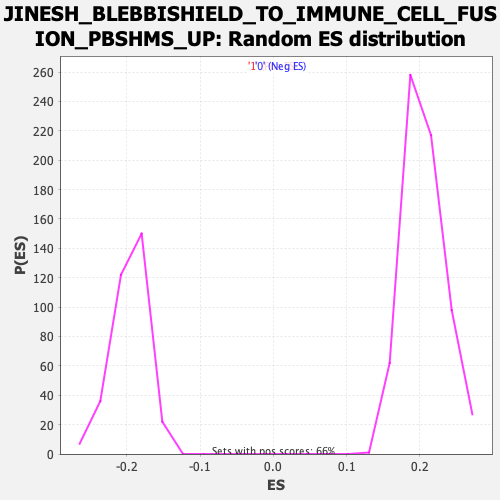 JINESH_BLEBBISHIELD_TO_IMMUNE_CELL_FUS
ION_PBSHMS_UP: Random ES distribution
'1'0' (Neg ES)
260
240
220
200
180
160
140
120
100
80
60
40
20
0
P(ES)
Sets with pos scores: 66%
-0.2 -0.1 0.0 0.1 0.2
ES